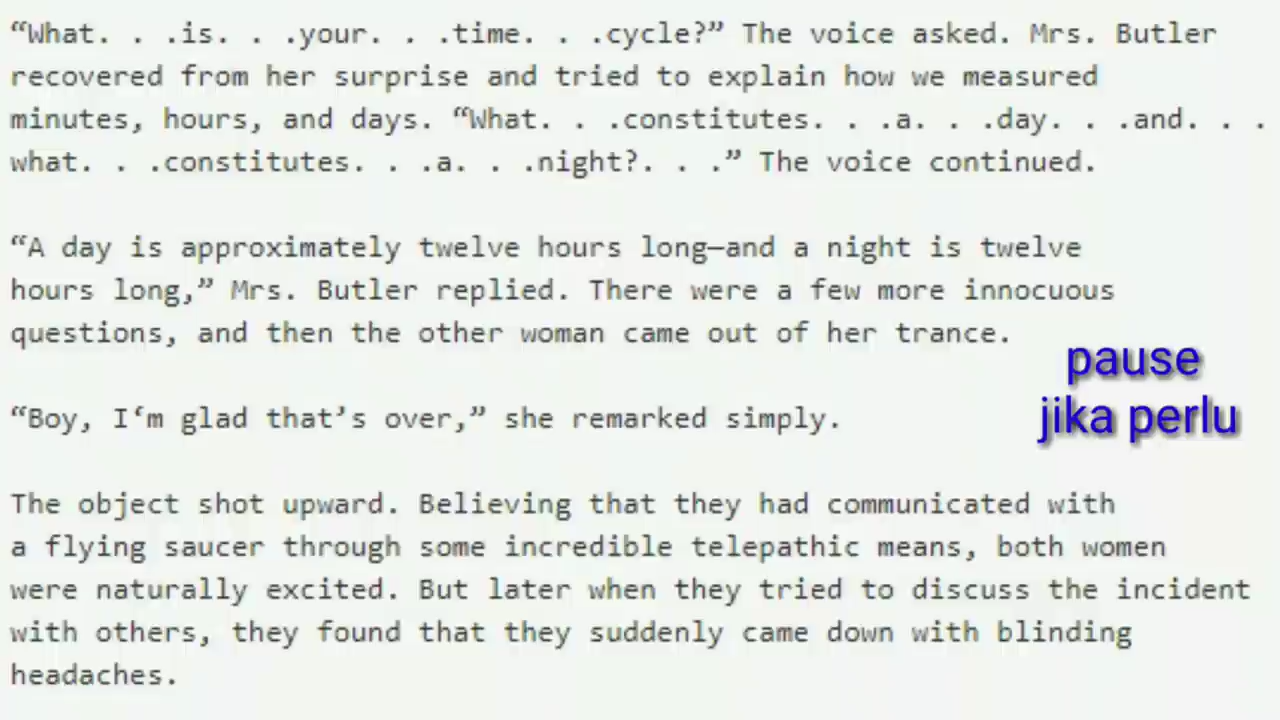 “What. . .is. . .your. . .time. . .cycle?” The voice asked. Mrs. Butler
recovered from her surprise and tried to explain how we measured
minutes, hours, and days. “What. . .constitutes. . .a. . .day. . .and. . .
what. . .constitutes. . .a. . .night?. . .” The voice continued.
“A day is approximately twelve hours long—and a night is twelve
hours long,” Mrs. Butler replied. There were a few more innocuous
questions, and then the other woman came out of her trance.
“Boy, I‘m glad that’s over,” she remarked simply.
The object shot upward. Believing that they had communicated with
a flying saucer through some incredible telepathic means, both women
were naturally excited. But later when they tried to discuss the incident
with others, they found that they suddenly came down with blinding
headaches.
pause
jika perlu